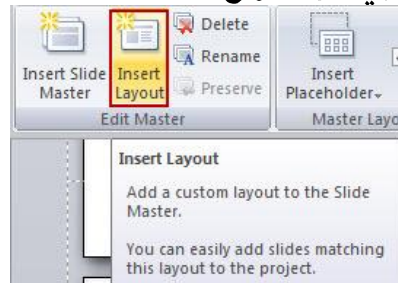 Insert Slide
Master
Insert
Layout
Delete
Rename
Preserve
Insert
Placeholder
Edit Master
Master Layo
Insert Layout
Add a custom layout to the Slide
Master.
You can easily add slides matching
this layout to the project.